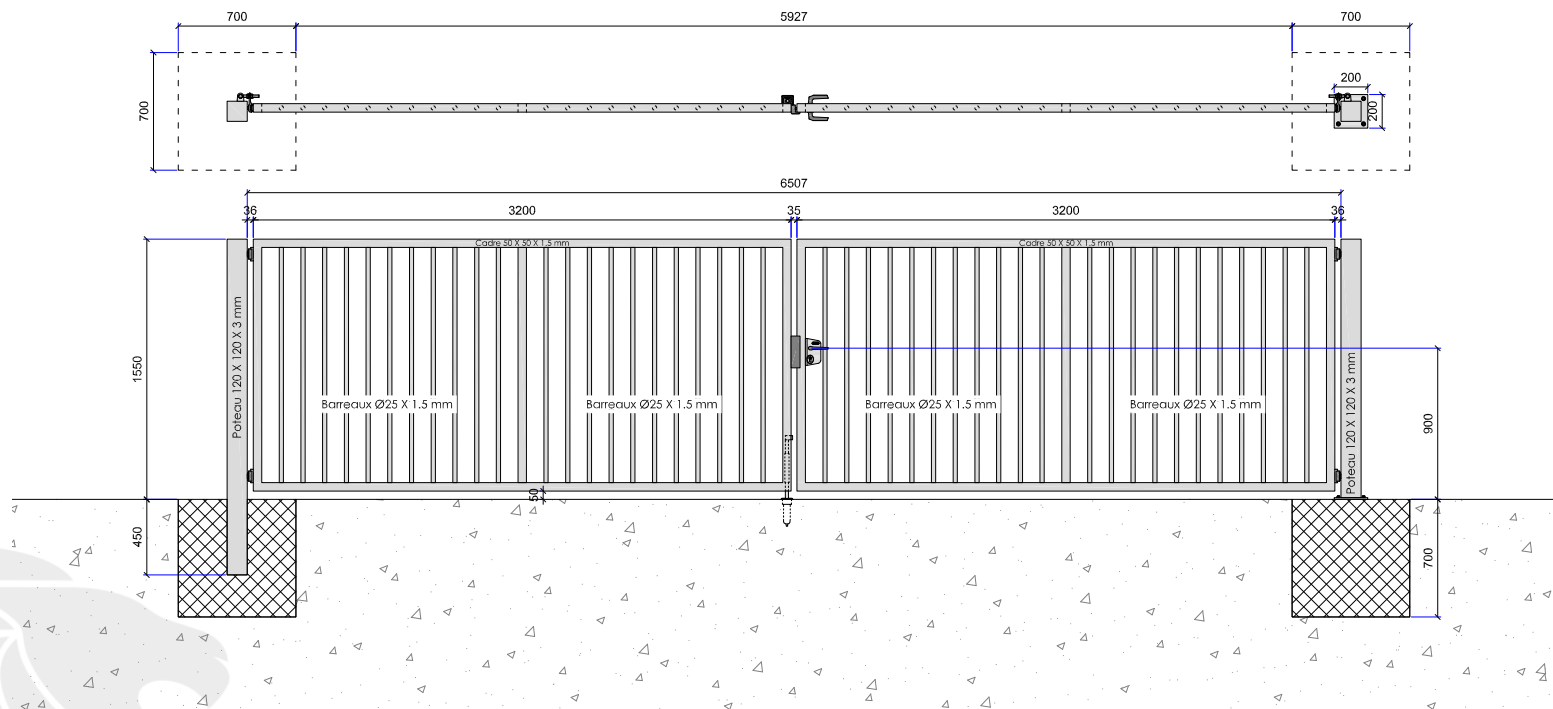 700
5927
700
700
200
200
6507
36
3200
35
3200
36
Cadre 50 X 50 X 1.5 mm
Cadre 50 X 50 X 1.5 mm
1550
Poteau 120 X 120 X 3 mm
Barreaux Ø25 X 1.5 mm
Barreaux Ø25 X 1.5 mm
Barreaux Ø25 X 1.5 mm
Barreaux Ø25 X 1.5 mm
Poteau 120 X 120 X 3 mm
900
50
450
700